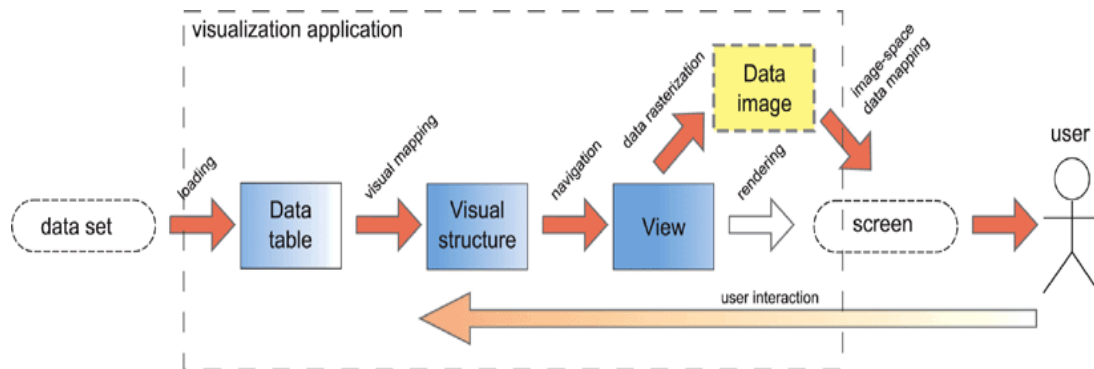 visualization application
data set
loading
Data
table
visual mapping
Visual
structure
navigation
View
data rasterization
Data
image
rendering
image-space
data mapping
screen
user
user interaction